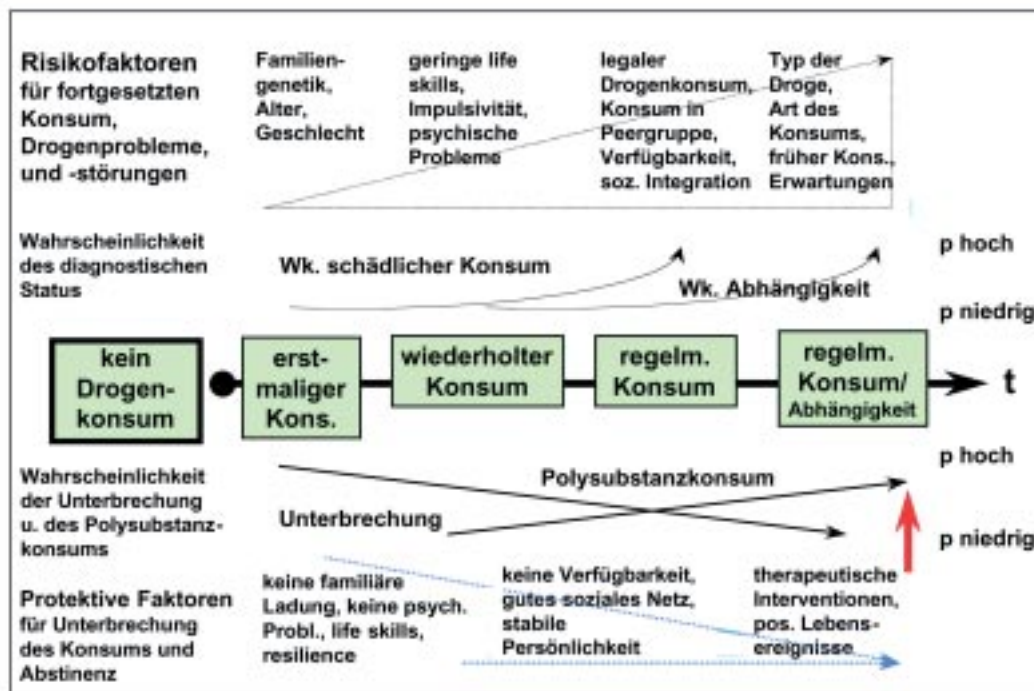 Risikofaktoren
für fortgesetzten
Konsum,
Drogenprobleme,
und -störungen
Familien-
genetik,
Alter,
Geschlecht
geringe life
skills,
Impulsivität,
psychische
Probleme
legaler
Drogenkonsum,
Konsum in
Peergruppe,
Verfügbarkeit,
soz. Integration
Typ der
Droge,
Art des
Konsums,
früher Kons.,
Erwartungen
Wahrscheinlichkeit
des diagnostischen
Status
Wk. schädlicher Konsum
Wk. Abhängigkeit
p hoch
p niedrig
kein
Drogen-
konsum
erst-
maliger
Kons.
wiederholter
Konsum
regelm.
Konsum
regelm.
Konsum/
Abhängigkeit
t
Wahrscheinlichkeit
der Unterbrechung
u. des Polysubstanz-
konsums
Unterbrechung
Polysubstanzkonsum
p hoch
p niedrig
Protektive Faktoren
für Unterbrechung
des Konsums und
Abstinenz
keine familiäre
Ladung, keine psych.
Probl., life skills,
resilience
keine Verfügbarkeit,
gutes soziales Netz,
stabile
Persönlichkeit
therapeutische
Interventionen,
pos. Lebens-
ereignisse